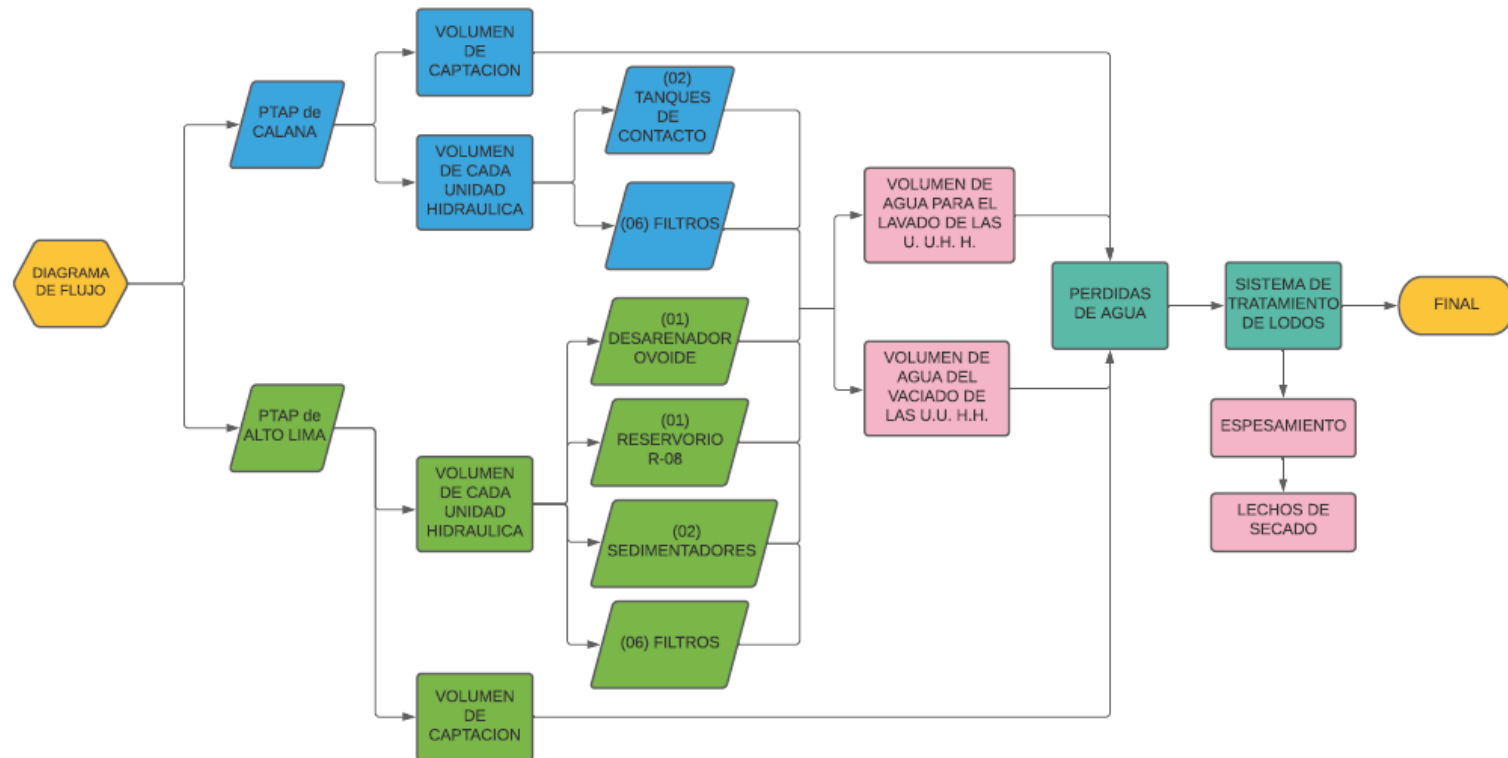 DIAGRAMA
DE FLUJO
PTAP de
CALANA
PTAP de
ALTO LIMA
VOLUMEN
DE
CAPTACION
VOLUMEN
DE CADA
UNIDAD
HIDRAULICA
(02)
TANQUES
DE
CONTACTO
(06) FILTROS
VOLUMEN
DE CADA
UNIDAD
HIDRAULICA
(01)
DESARENADOR
OVOIDE
(01)
RESERVORIO
R-08
(02)
SEDIMENTADORES
(06) FILTROS
VOLUMEN
DE
CAPTACION
VOLUMEN DE
AGUA PARA EL
LAVADO DE LAS
U. U.H. H.
VOLUMEN DE
AGUA DEL
VACIADO DE
LAS U.U. H.H.
PERDIDAS
DE AGUA
SISTEMA DE
TRATAMIENTO
DE LODOS
FINAL
ESPESAMIENTO
LECHOS DE
SECADO